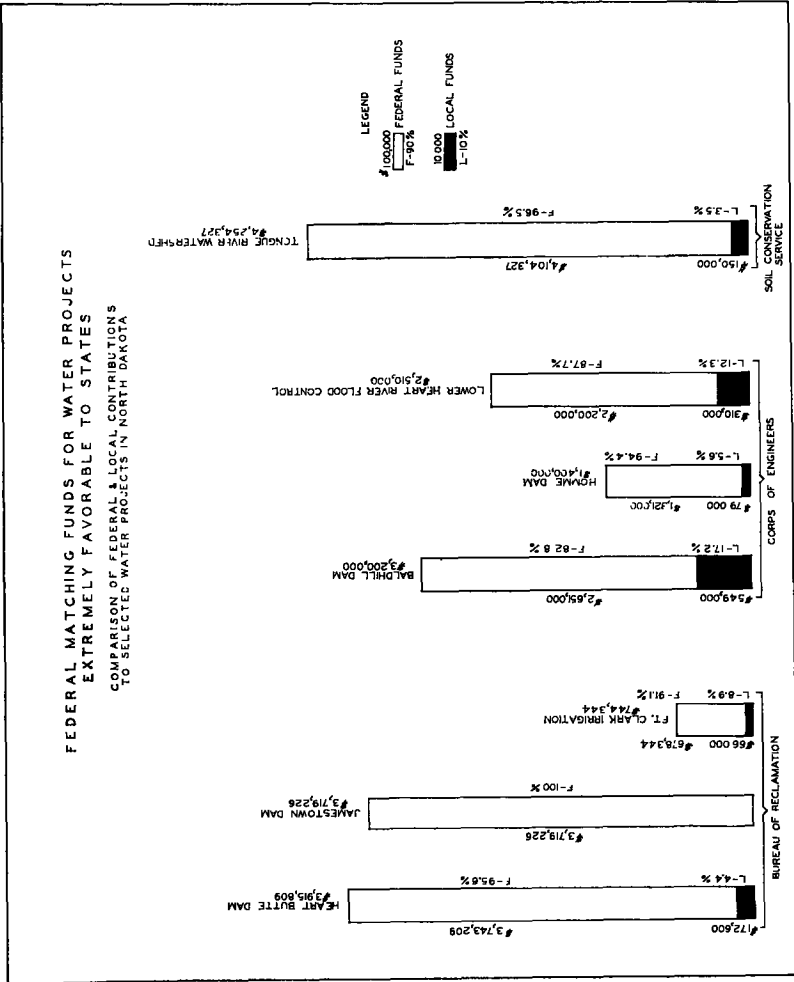 FEDERAL MATCHING FUNDS FOR WATER PROJECTS
EXTREMELY FAVORABLE TO STATES
COMPARISON OF FEDERAL & LOCAL CONTRIBUTIONS
TO SELECTED WATER PROJECTS IN NORTH DAKOTA
LEGEND
$100,000
FEDERAL FUNDS
F-90%
10 000
LOCAL FUNDS
L-10%
HEART BUTTE DAM
$3,915,809
$3,743,209
F-95.6%
$172,600
L-4.4%
JAMESTOWN DAM
$3,719,226
$3,719,226
F-100%
FT. CLARK IRRIGATION
$744,344
$678,344
F-91.1%
$66 000
L-8.9%
BUREAU OF RECLAMATION
BALDHILL DAM
$3,200,000
$2,651,000
F-82 8%
$549,000
L-17.2%
HOMME DAM
$1,400,000
$1,321,000
F-94.4%
$79 000
L-5.6%
LOWER HEART RIVER FLOOD CONTROL
$2,510,000
$2,200,000
F-87.7%
$310,000
L-12.3%
CORPS OF ENGINEERS
TONGUE RIVER WATERSHED
$4,254,327
$4,104,327
F-96.5%
$150,000
L-3.5%
SOIL CONSERVATION
SERVICE